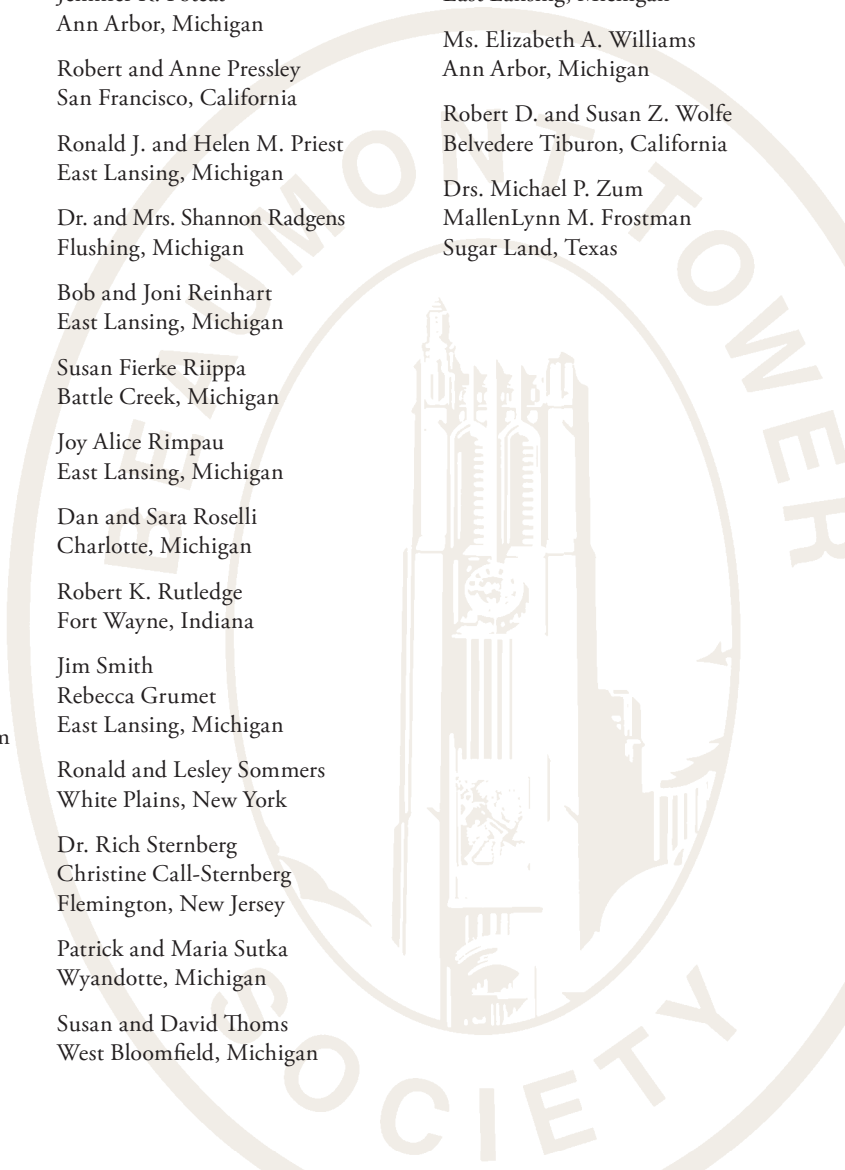 Ann Arbor, Michigan
Robert and Anne Pressley
San Francisco, California
Ronald J. and Helen M. Priest
East Lansing, Michigan
Dr. and Mrs. Shannon Radgens
Flushing, Michigan
Bob and Joni Reinhart
East Lansing, Michigan
Susan Fierke Riippa
Battle Creek, Michigan
Joy Alice Rimpau
East Lansing, Michigan
Dan and Sara Roselli
Charlotte, Michigan
Robert K. Rutledge
Fort Wayne, Indiana
Jim Smith
Rebecca Grumet
East Lansing, Michigan
Ronald and Lesley Sommers
White Plains, New York
Dr. Rich Sternberg
Christine Call-Sternberg
Flemington, New Jersey
Patrick and Maria Sutka
Wyandotte, Michigan
Susan and David Thoms
West Bloomfield, Michigan
East Lansing, Michigan
Ms. Elizabeth A. Williams
Ann Arbor, Michigan
Robert D. and Susan Z. Wolfe
Belvedere Tiburon, California
Drs. Michael P. Zum
MallenLynn M. Frostman
Sugar Land, Texas
BEAUMONT TOWER
SOCIETY